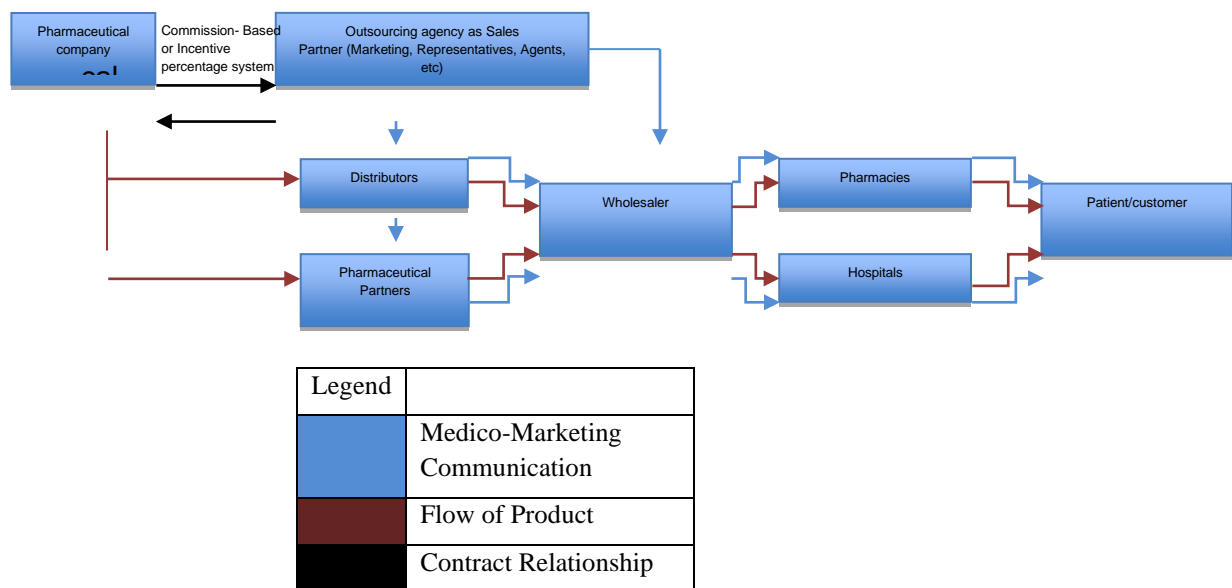 Pharmaceutical
company
Commission- Based
or Incentive
percentage system
Outsourcing agency as Sales
Partner (Marketing, Representatives, Agents,
etc)
Distributors
Wholesaler
Pharmacies
Patient/customer
Pharmaceutical
Partners
Hospitals
Legend
Medico-Marketing
Communication
Flow of Product
Contract Relationship